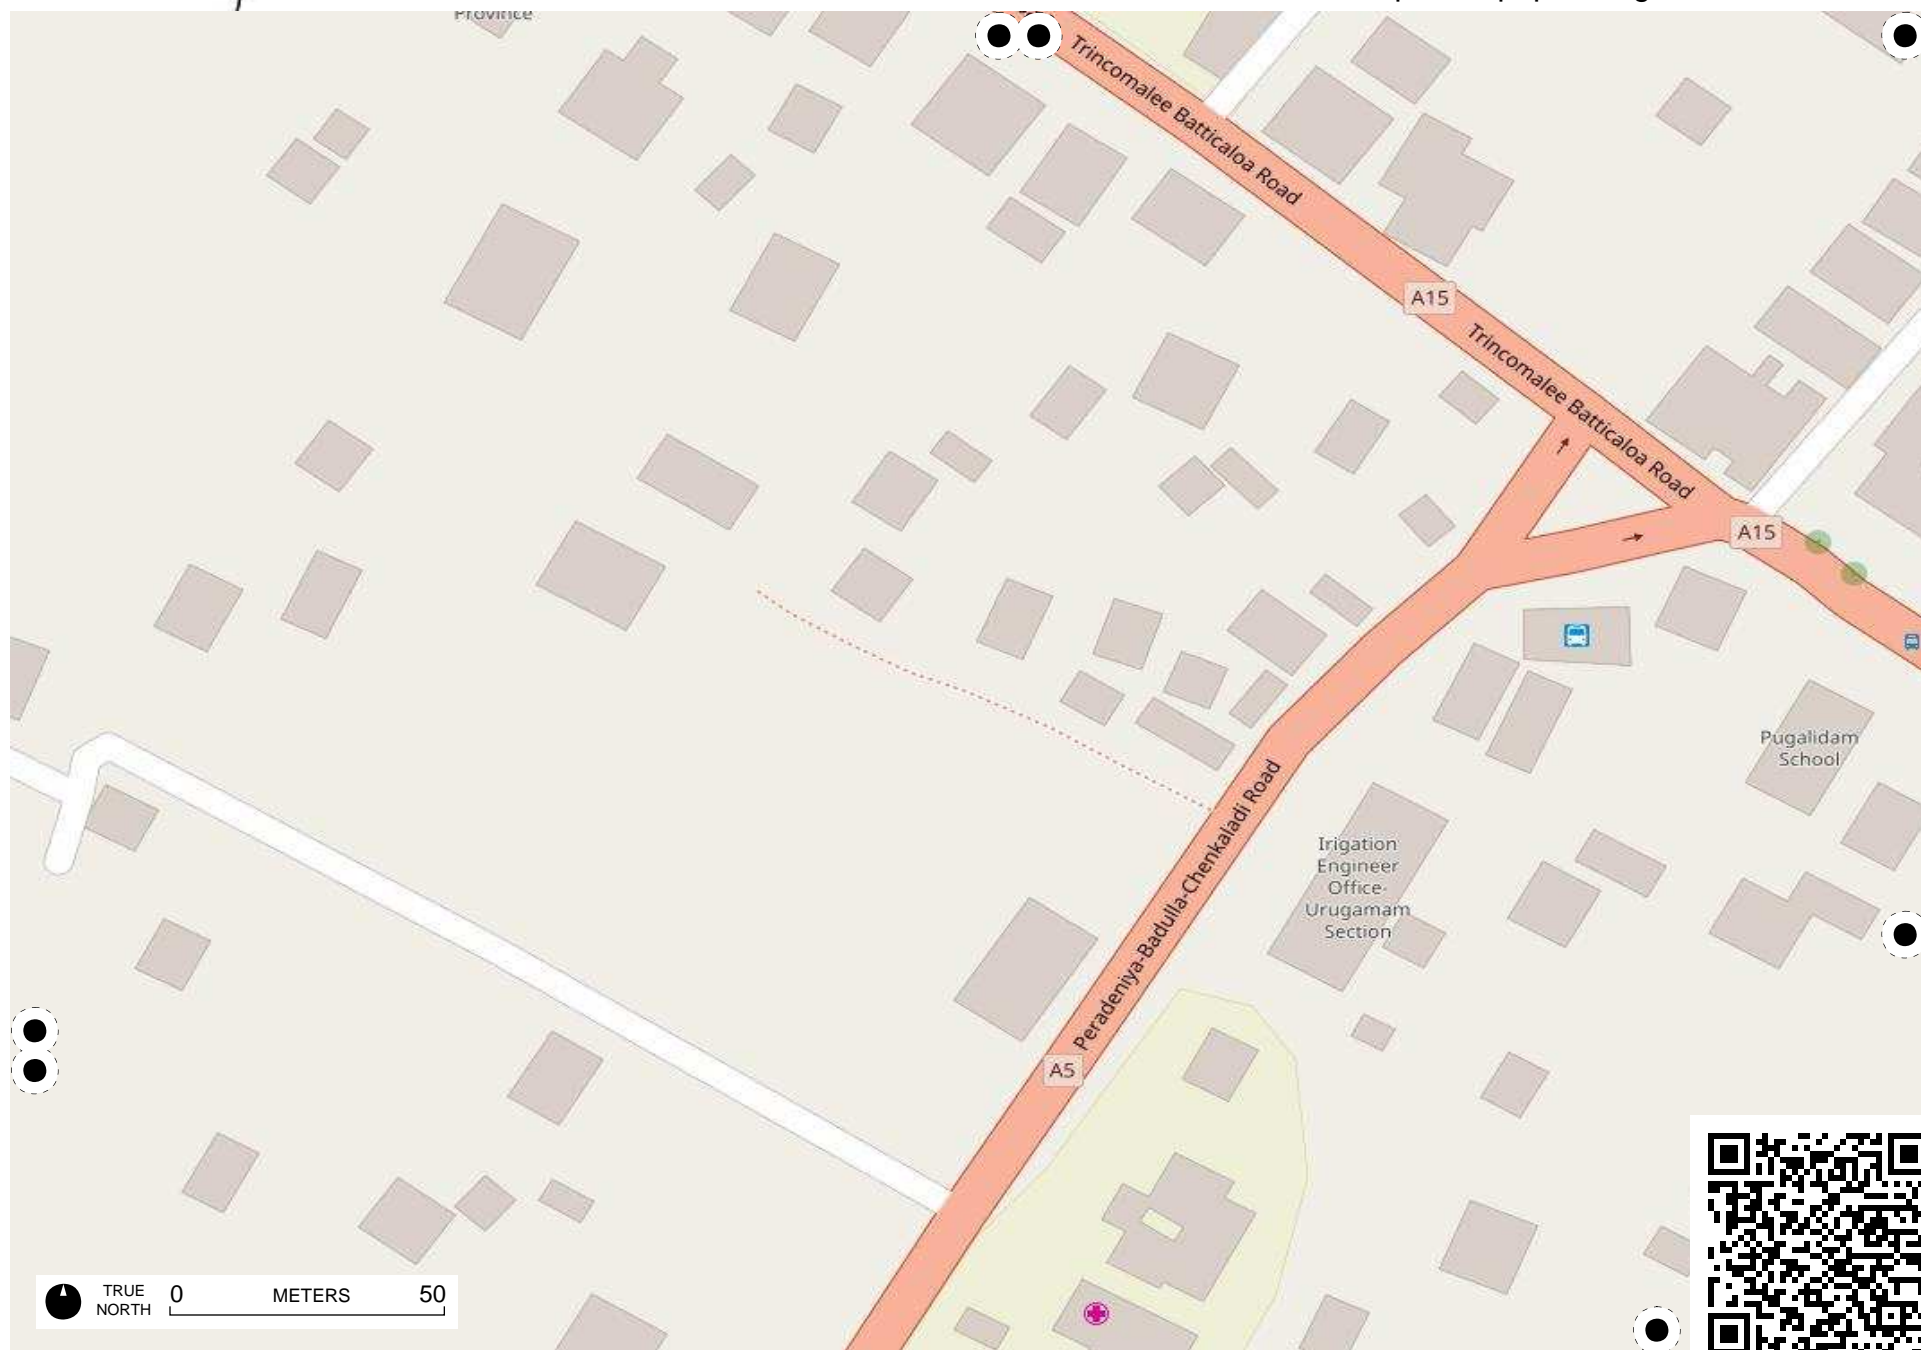 Province
Trincomalee Batticaloa Road
A15
Trincomalee Batticaloa Road
A15
Pugalidam
School
Peradeniya-Badulla-Chenkaladi Road
Irigation
Engineer
Office-
Urugamam
Section
A5
TRUE
NORTH
0 METERS 50